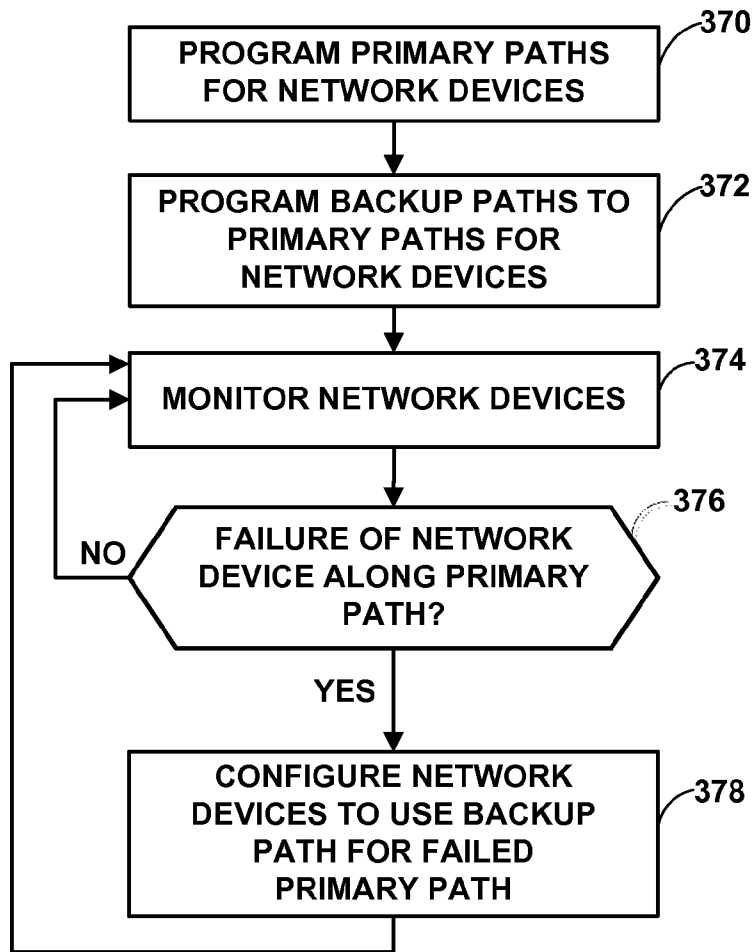 370
PROGRAM PRIMARY PATHS
FOR NETWORK DEVICES
372
PROGRAM BACKUP PATHS TO
PRIMARY PATHS FOR
NETWORK DEVICES
374
MONITOR NETWORK DEVICES
376
FAILURE OF NETWORK
DEVICE ALONG PRIMARY
PATH?
NO
YES
CONFIGURE NETWORK
DEVICES TO USE BACKUP
PATH FOR FAILED
PRIMARY PATH
378